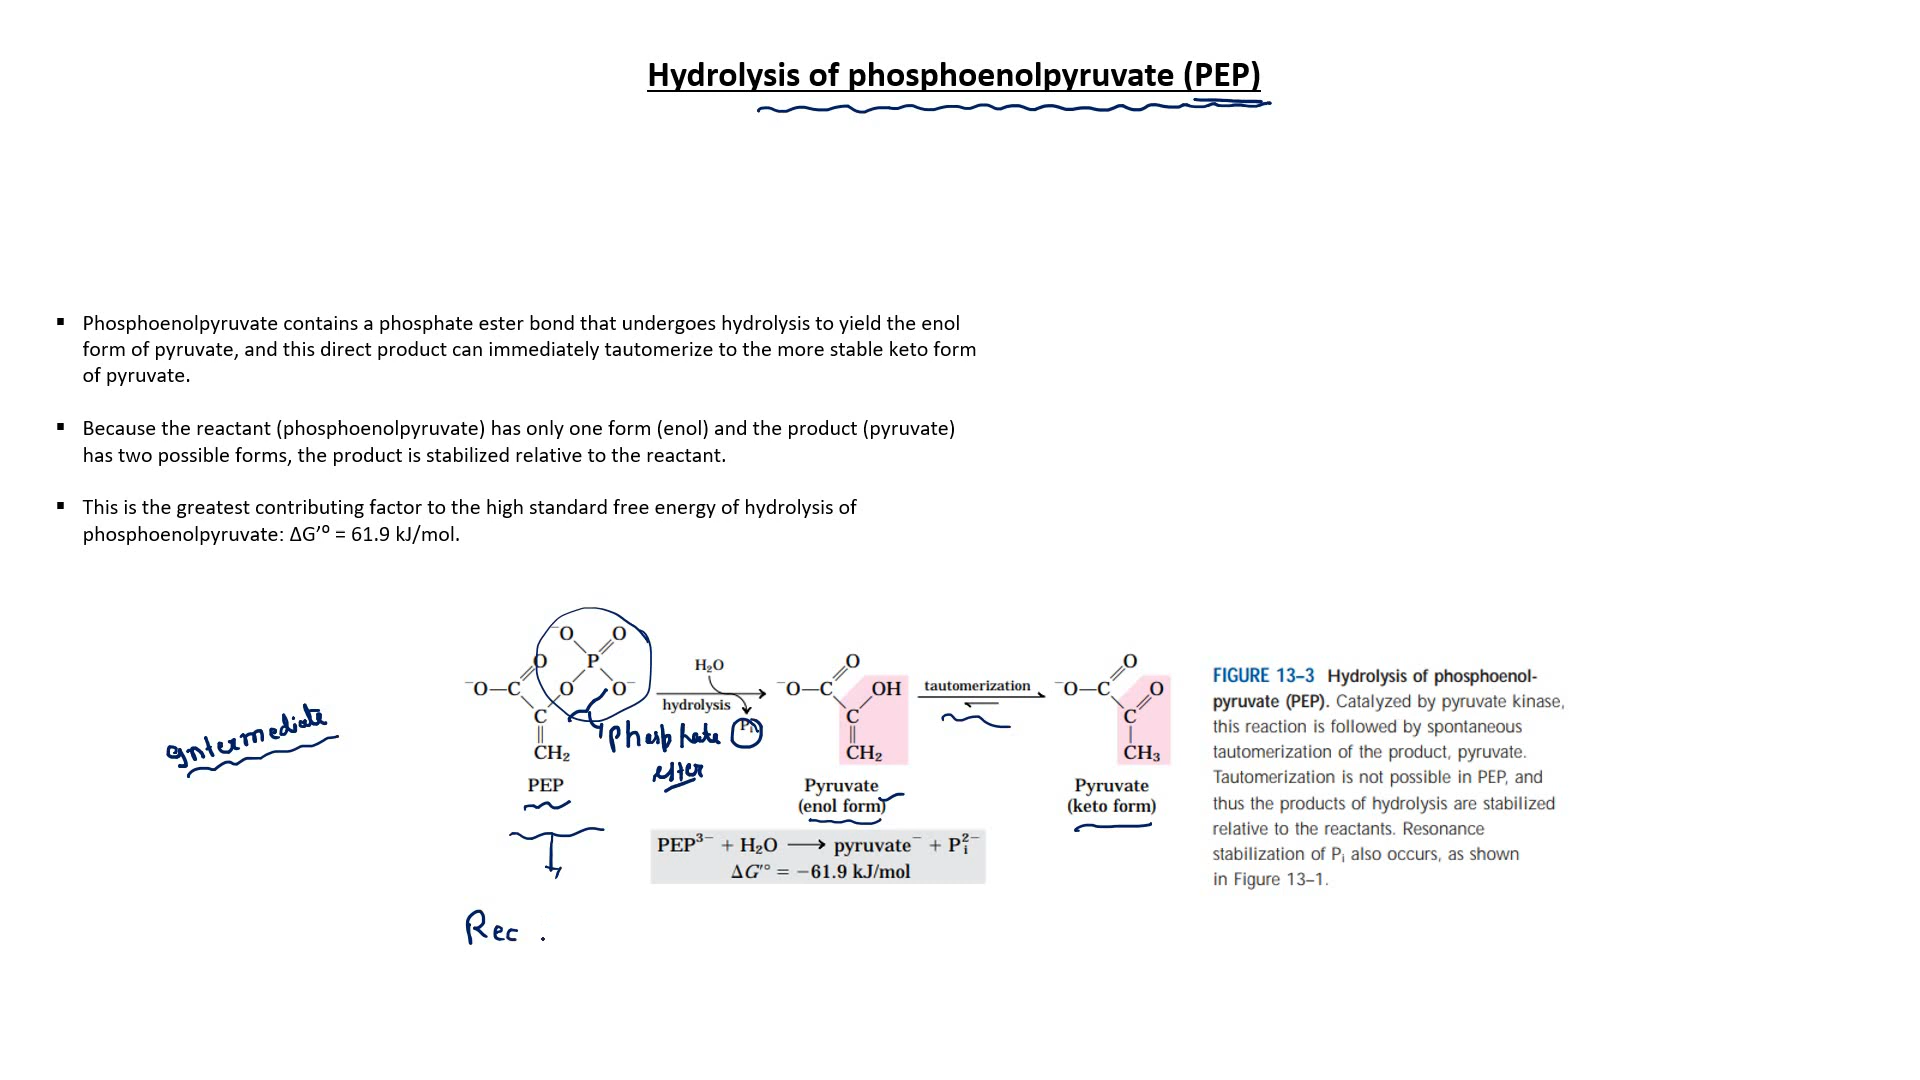 Hydrolysis of phosphoenolpyruvate (PEP)
▪ Phosphoenolpyruvate contains a phosphate ester bond that undergoes hydrolysis to yield the enol
form of pyruvate, and this direct product can immediately tautomerize to the more stable keto form
of pyruvate.
▪ Because the reactant (phosphoenolpyruvate) has only one form (enol) and the product (pyruvate)
has two possible forms, the product is stabilized relative to the reactant.
▪ This is the greatest contributing factor to the high standard free energy of hydrolysis of
phosphoenolpyruvate: ΔG′⁰ = 61.9 kJ/mol.
Intermediate
⁻O O
O P
⁻O—C O O⁻
C
CH₂
PEP
Phosphate
ester
H₂O
hydrolysis
Pᵢ
O
⁻O—C OH
C
CH₂
Pyruvate
(enol form)
tautomerization
O
⁻O—C O
C
CH₃
Pyruvate
(keto form)
PEP³⁻ + H₂O ⟶ pyruvate⁻ + Pᵢ²⁻
ΔG′° = −61.9 kJ/mol
FIGURE 13–3 Hydrolysis of phosphoenol-
pyruvate (PEP). Catalyzed by pyruvate kinase,
this reaction is followed by spontaneous
tautomerization of the product, pyruvate.
Tautomerization is not possible in PEP, and
thus the products of hydrolysis are stabilized
relative to the reactants. Resonance
stabilization of Pᵢ also occurs, as shown
in Figure 13–1.
Rec .